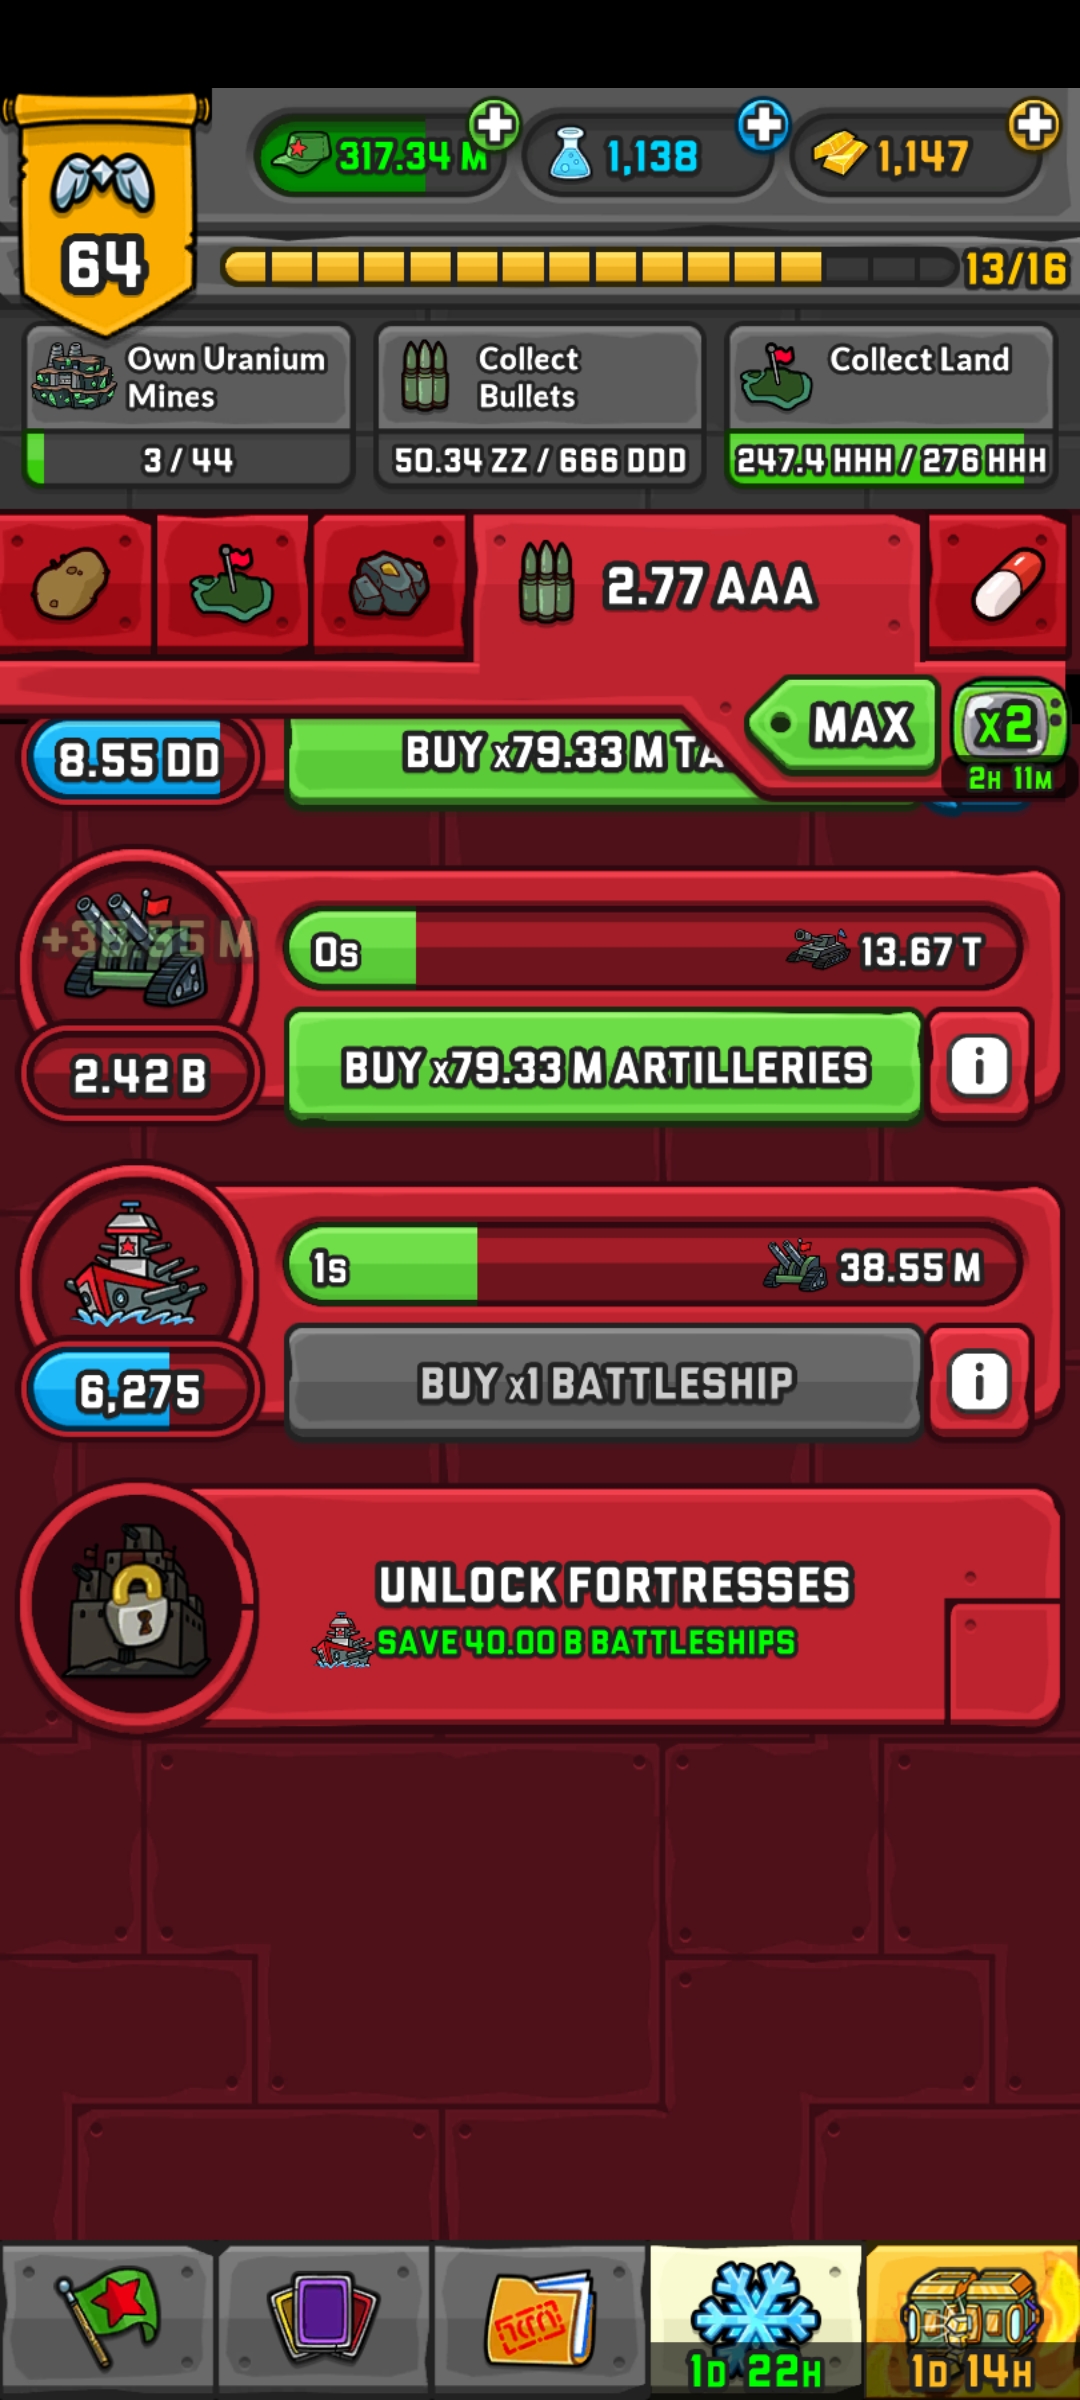 317.34 M
1,138
1,147
64
13/16
Own Uranium
Mines
3 / 44
Collect
Bullets
50.34 ZZ / 666 DDD
Collect Land
247.4 HHH / 276 HHH
2.77 AAA
MAX
X2
2H 11M
8.55 DD
BUY x79.33 M TA
0s
13.67 T
2.42 B
BUY x79.33 M ARTILLERIES
i
1s
38.55 M
6,275
BUY x1 BATTLESHIP
i
UNLOCK FORTRESSES
SAVE 40.00 B BATTLESHIPS
1D 22H
1D 14H